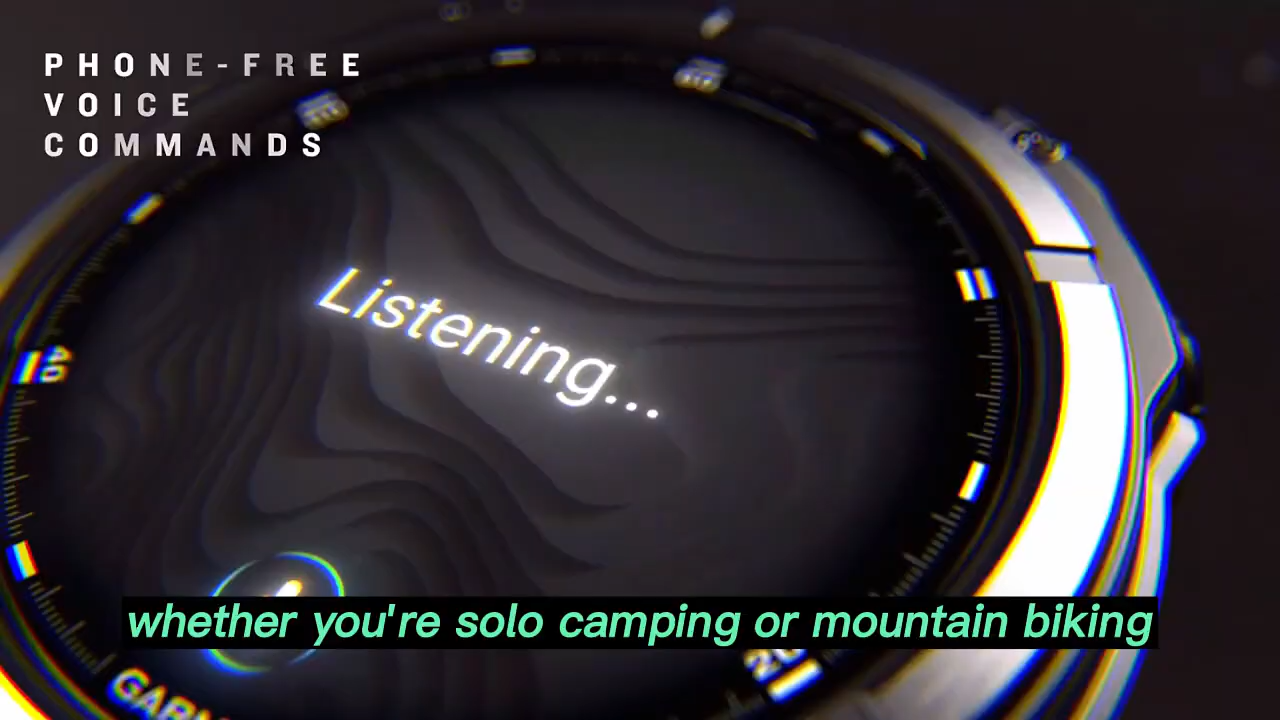 PHONE-FREE
VOICE
COMMANDS
Listening...
whether you're solo camping or mountain biking